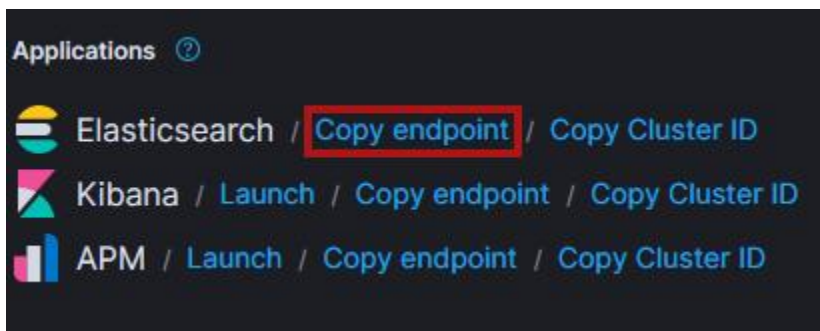 Applications ?
Elasticsearch / Copy endpoint / Copy Cluster ID
Kibana / Launch / Copy endpoint / Copy Cluster ID
APM / Launch / Copy endpoint / Copy Cluster ID